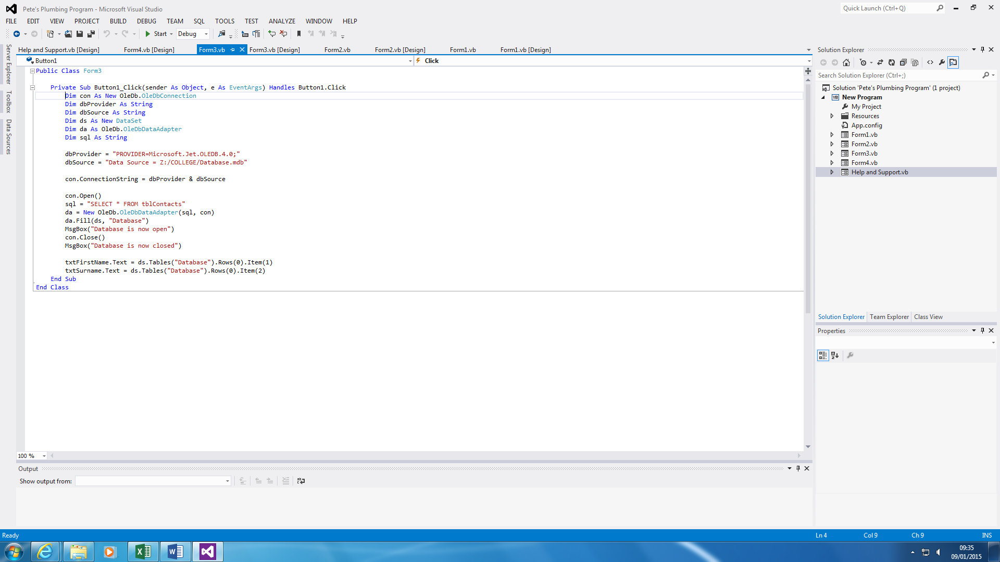 Pete's Plumbing Program - Microsoft Visual Studio
Quick Launch (Ctrl+Q)
FILE EDIT VIEW PROJECT BUILD DEBUG TEAM SQL TOOLS TEST ANALYZE WINDOW HELP
Start Debug
Server Explorer
Toolbox
Data Sources
Help and Support.vb [Design] Form4.vb [Design] Form3.vb Form3.vb [Design] Form2.vb Form2.vb [Design] Form1.vb Form1.vb [Design]
Button1 Click
Public Class Form3
Private Sub Button1_Click(sender As Object, e As EventArgs) Handles Button1.Click
Dim con As New OleDb.OleDbConnection
Dim dbProvider As String
Dim dbSource As String
Dim ds As New DataSet
Dim da As OleDb.OleDbDataAdapter
Dim sql As String
dbProvider = "PROVIDER=Microsoft.Jet.OLEDB.4.0;"
dbSource = "Data Source = Z:/COLLEGE/Database.mdb"
con.ConnectionString = dbProvider & dbSource
con.Open()
sql = "SELECT * FROM tblContacts"
da = New OleDb.OleDbDataAdapter(sql, con)
da.Fill(ds, "Database")
MsgBox("Database is now open")
con.Close()
MsgBox("Database is now closed")
txtFirstName.Text = ds.Tables("Database").Rows(0).Item(1)
txtSurname.Text = ds.Tables("Database").Rows(0).Item(2)
End Sub
End Class
100 %
Output
Show output from:
Solution Explorer
Search Solution Explorer (Ctrl+;)
Solution 'Pete's Plumbing Program' (1 project)
VB New Program
My Project
Resources
App.config
Form1.vb
Form2.vb
Form3.vb
Form4.vb
Help and Support.vb
Solution Explorer Team Explorer Class View
Properties
Ready Ln 4 Col 9 Ch 9 INS
09:35
09/01/2015